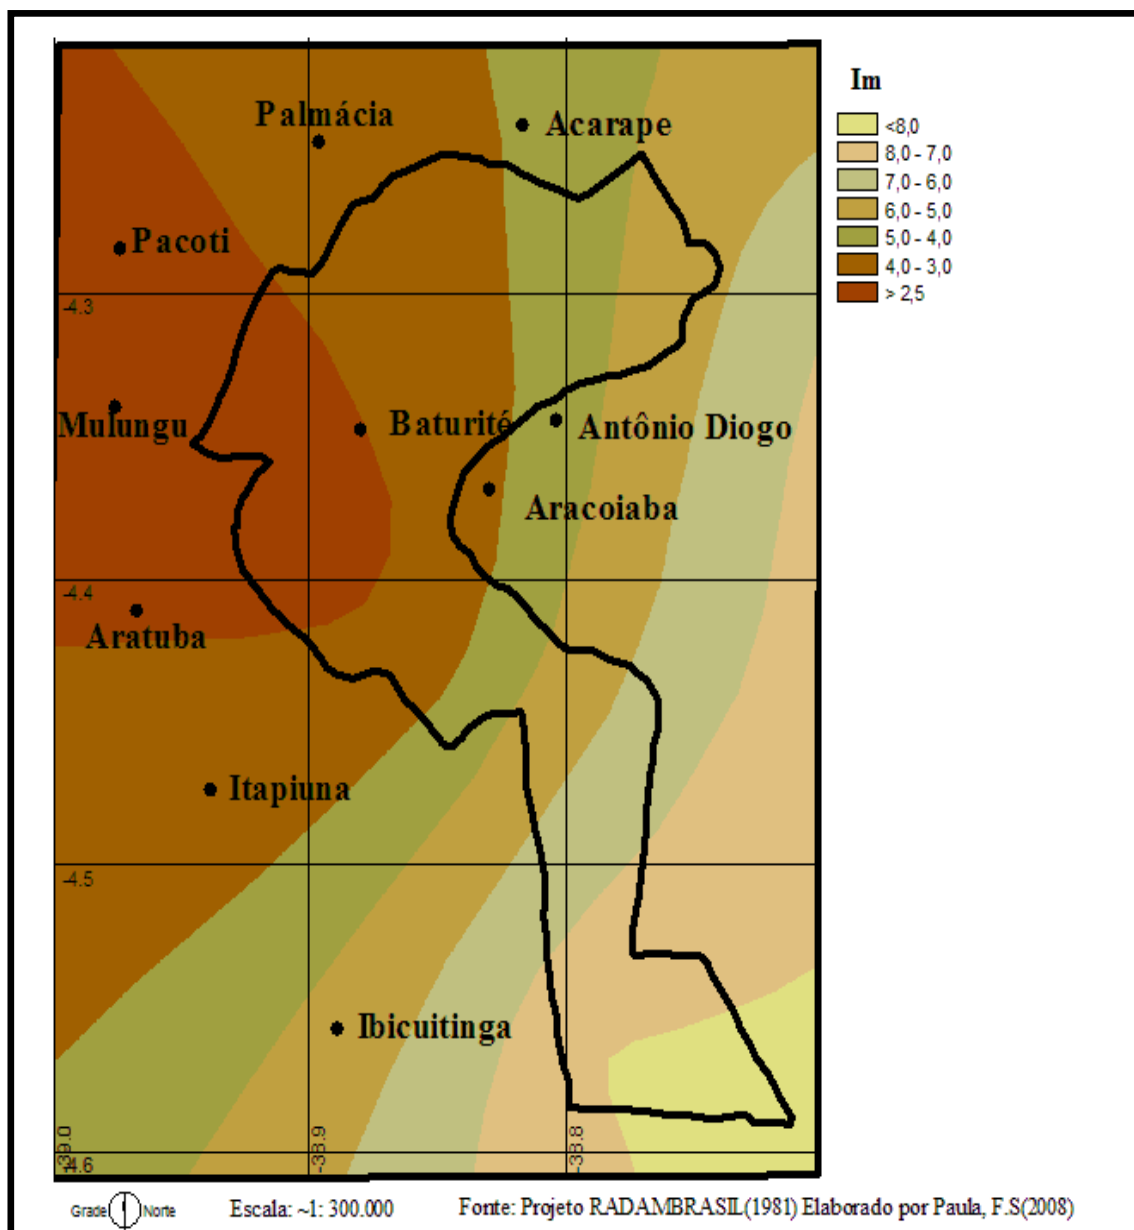 Im
<8,0
8,0 - 7,0
7,0 - 6,0
6,0 - 5,0
5,0 - 4,0
4,0 - 3,0
> 2,5
Palmácia
Acarape
Pacoti
-4.3
Mulungu
Baturité
Antônio Diogo
Aracoiaba
-4.4
Aratuba
Itapiuna
-4.5
Ibicuitinga
-39.0
-38.9
-38.8
-4.6
Grade Norte
Escala: ~1: 300.000
Fonte: Projeto RADAMBRASIL(1981) Elaborado por Paula, F.S(2008)